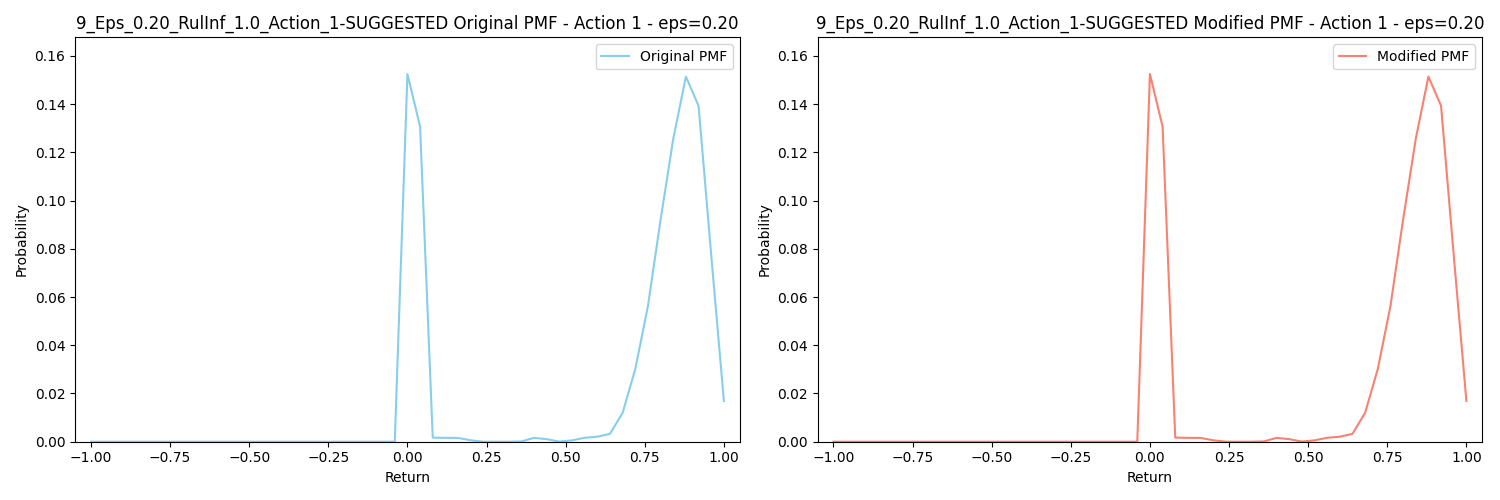 9_Eps_0.20_RulInf_1.0_Action_1-SUGGESTED Original PMF - Action 1 - eps=0.20
Original PMF
0.16
0.14
0.12
0.10
0.08
0.06
0.04
0.02
0.00
Probability
−1.00 −0.75 −0.50 −0.25 0.00 0.25 0.50 0.75 1.00
Return
9_Eps_0.20_RulInf_1.0_Action_1-SUGGESTED Modified PMF - Action 1 - eps=0.20
Modified PMF
0.16
0.14
0.12
0.10
0.08
0.06
0.04
0.02
0.00
Probability
−1.00 −0.75 −0.50 −0.25 0.00 0.25 0.50 0.75 1.00
Return